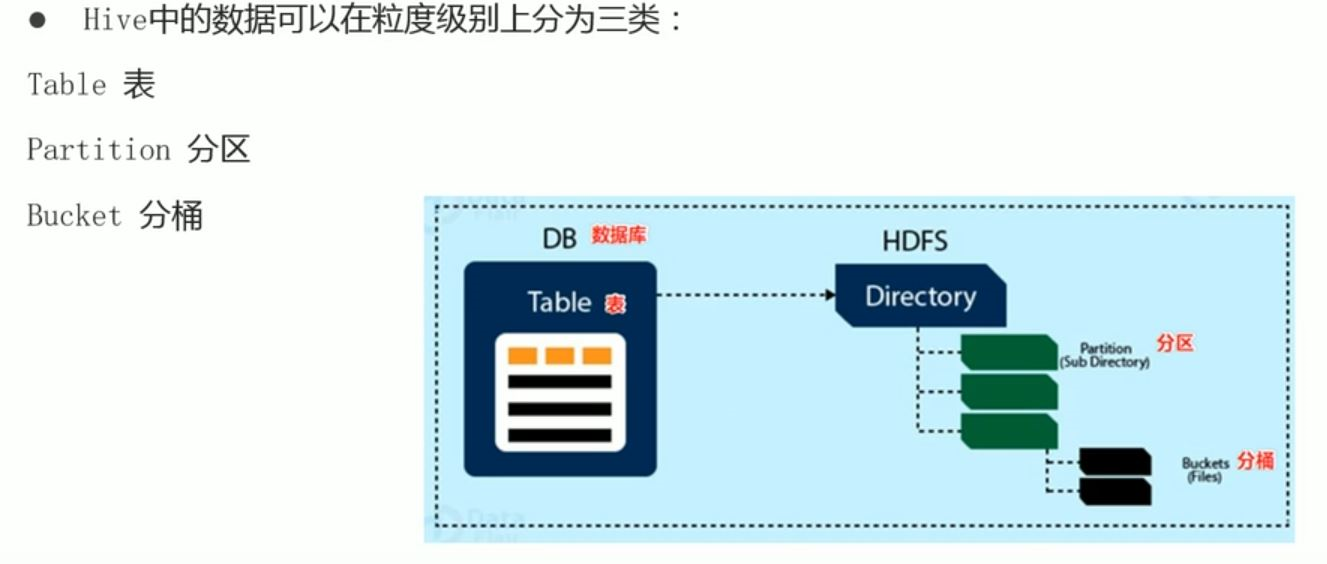 ● Hive中的数据可以在粒度级别上分为三类：
Table 表
Partition 分区
Bucket 分桶
DB 数据库
HDFS
Table 表
Directory
Partition 分区
(Sub Directory)
Buckets 分桶
(Files)
Data